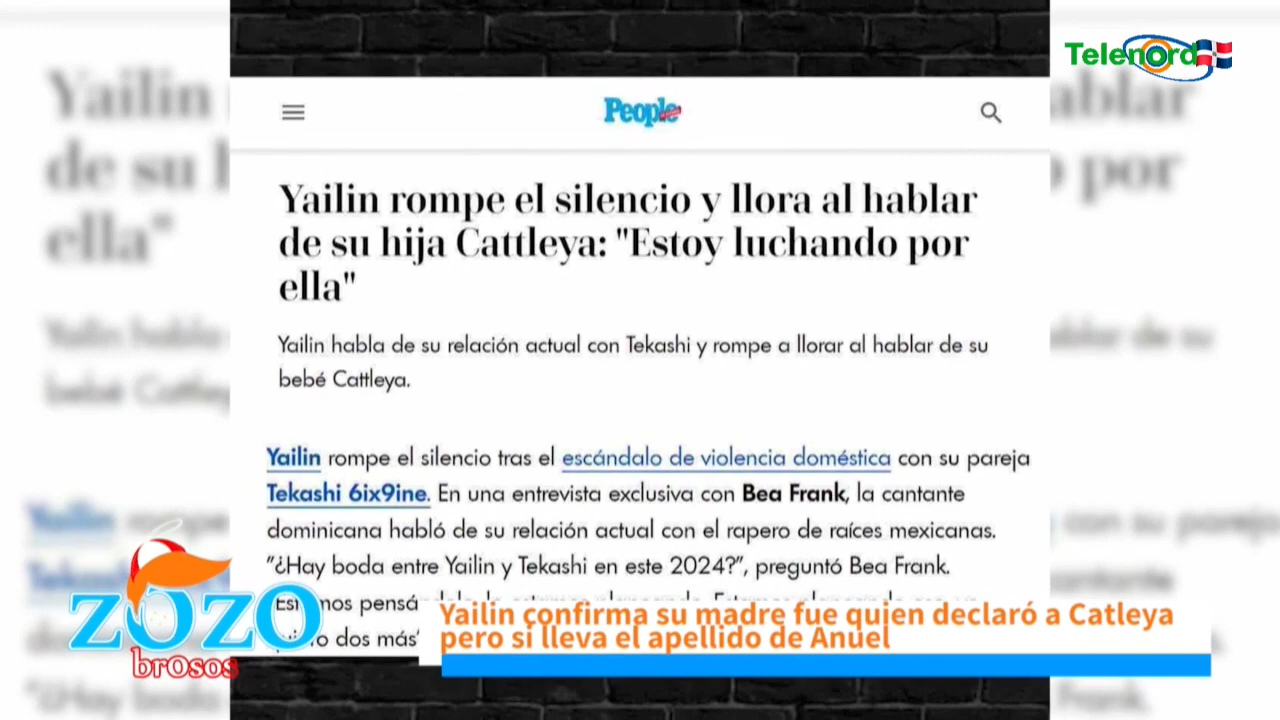 Telenord
People
Yailin rompe el silencio y llora al hablar
de su hija Cattleya: "Estoy luchando por
ella"
Yailin habla de su relación actual con Tekashi y rompe a llorar al hablar de su
bebé Cattleya.
Yailin rompe el silencio tras el escándalo de violencia doméstica con su pareja
Tekashi 6ix9ine. En una entrevista exclusiva con Bea Frank, la cantante
dominicana habló de su relación actual con el rapero de raíces mexicanas.
"¿Hay boda entre Yailin y Tekashi en este 2024?", preguntó Bea Frank.
dos más"
ZOZO
brOsos
Yailin confirma su madre fue quien declaró a Catleya
pero si lleva el apellido de Anuel